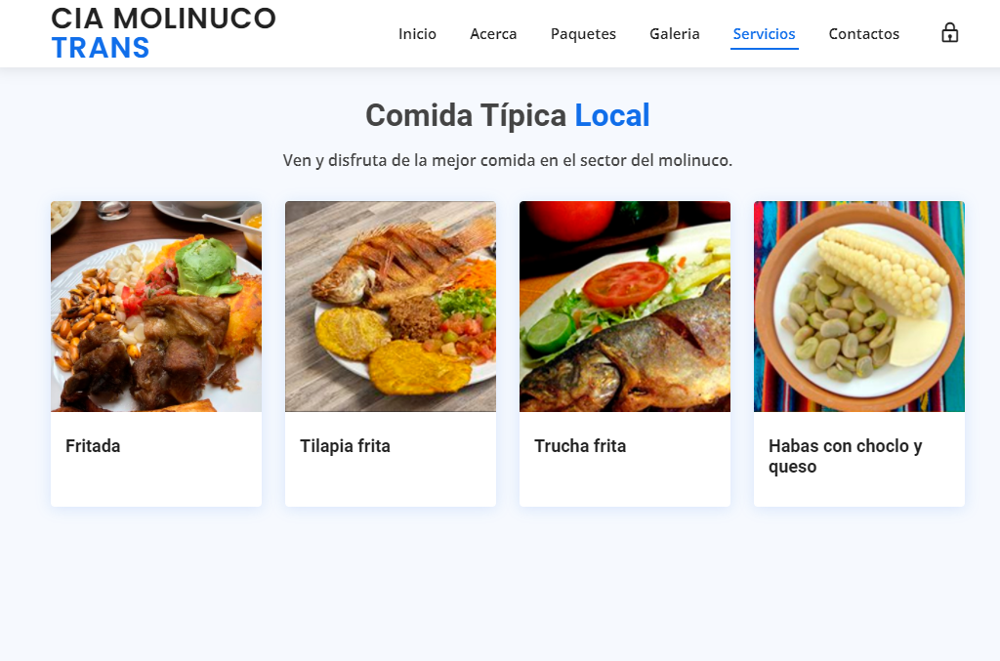 CIA MOLINUCO
TRANS
Inicio Acerca Paquetes Galeria Servicios Contactos
Comida Típica Local
Ven y disfruta de la mejor comida en el sector del molinuco.
Fritada
Tilapia frita
Trucha frita
Habas con choclo y
queso